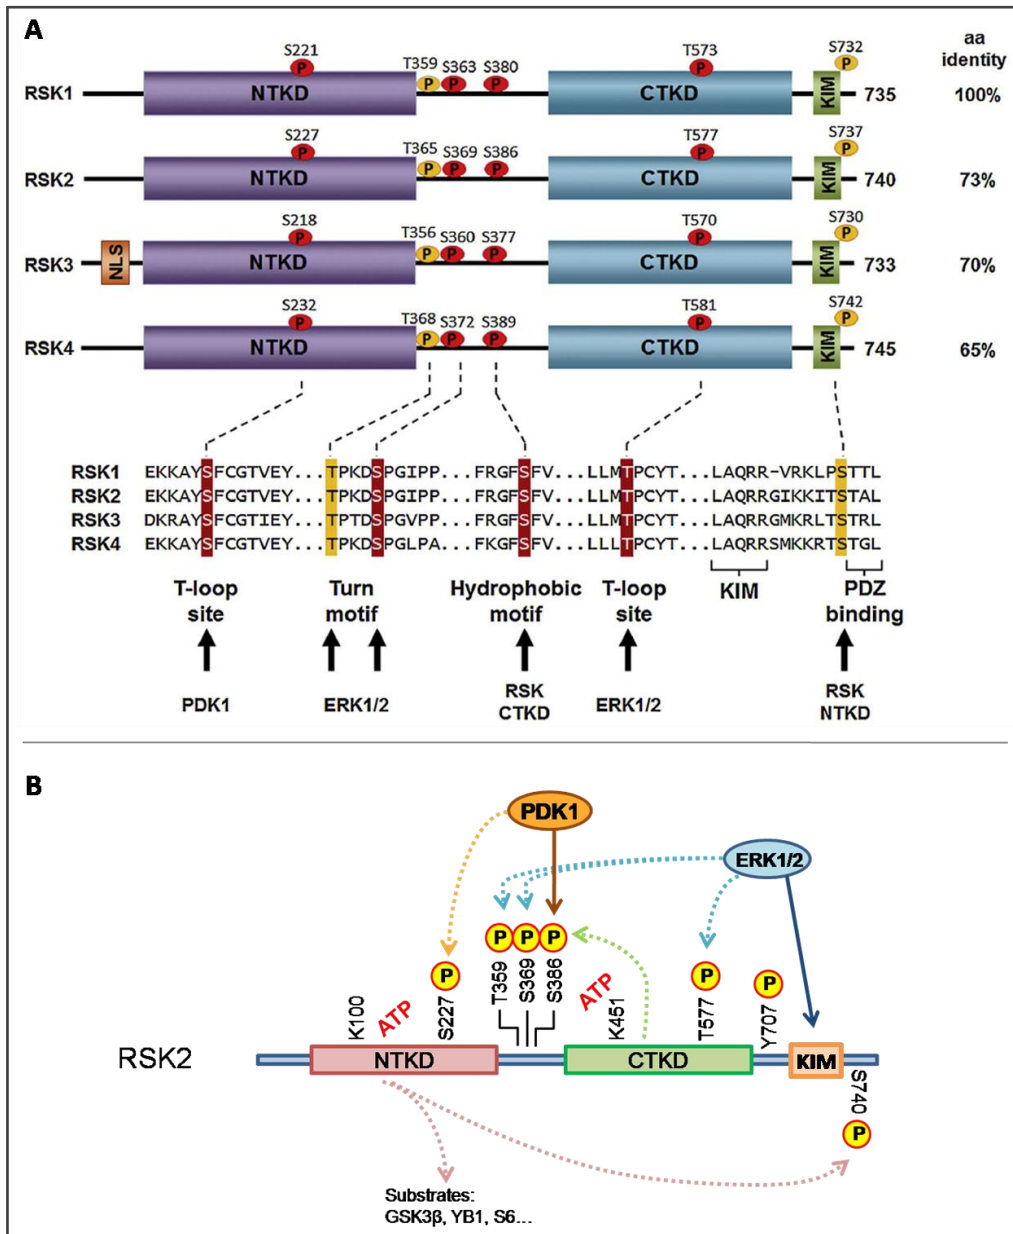 A
aa
identity
S221
T359
S363
S380
T573
S732
P P P P P P
RSK1
NTKD
CTKD
KIM
735
100%
S227
T365
S369
S386
T577
S737
P P P P P P
RSK2
NTKD
CTKD
KIM
740
73%
S218
T356
S360
S377
T570
S730
P P P P P P
RSK3
NLS
NTKD
CTKD
KIM
733
70%
S232
T368
S372
S389
T581
S742
P P P P P P
RSK4
NTKD
CTKD
KIM
745
65%
RSK1 EKKAYSFCGTVEY...TPKDSPGIPP...FRGFSFV...LLMTPCYT...LAQRR-VRKLPSTTL
RSK2 EKKAYSFCGTVEY...TPKDSPGIPP...FRGFSFV...LLMTPCYT...LAQRRGIKKITSTAL
RSK3 DKRAYSFCGTIEY...TPTDSPGVPP...FRGFSFV...LLMTPCYT...LAQRRGMKRLTSTRL
RSK4 EKKAYSFCGTVEY...TPKDSPGLPA...FKGFSFV...LLLTPCYT...LAQRRSMKKRTSTGL
T-loop
site
Turn
motif
Hydrophobic
motif
T-loop
site
KIM
PDZ
binding
PDK1
ERK1/2
RSK
CTKD
ERK1/2
RSK
NTKD
B
PDK1
ERK1/2
P P P
P P P
K100
ATP
S227
T359
S369
S386
ATP
K451
T577
Y707
RSK2
NTKD
CTKD
KIM
S740
P
Substrates:
GSK3β, YB1, S6...